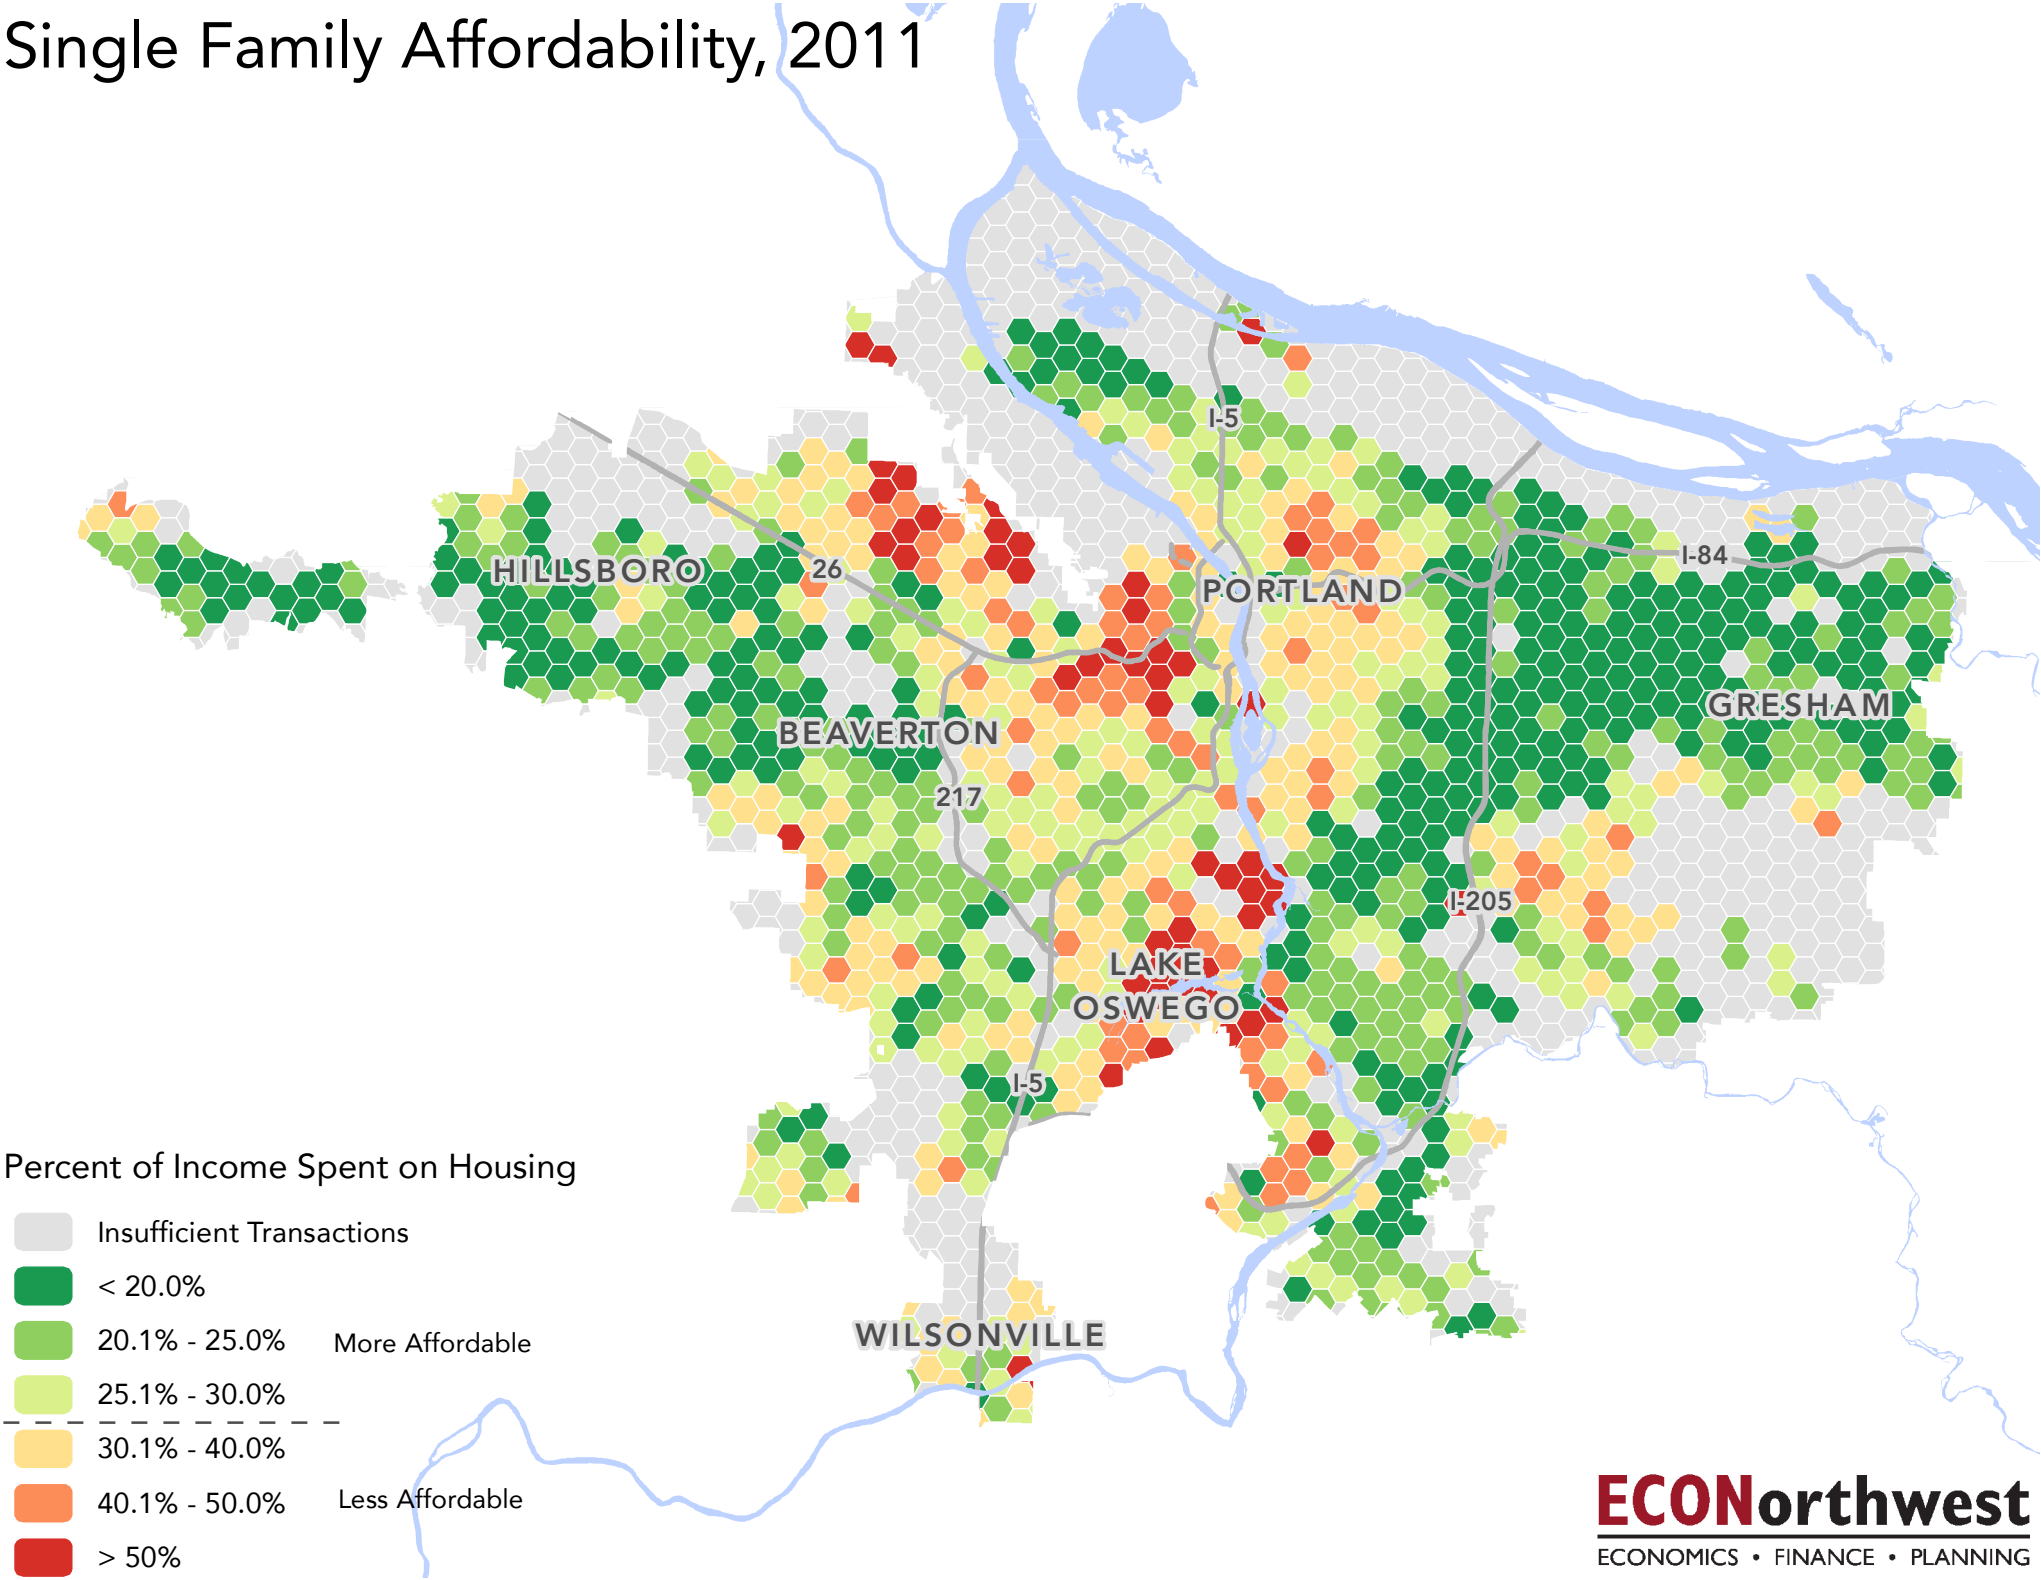 Single Family Affordability, 2011
I-5
HILLSBORO
26
PORTLAND
I-84
GRESHAM
BEAVERTON
217
I-205
LAKE
OSWEGO
I-5
WILSONVILLE
Percent of Income Spent on Housing
Insufficient Transactions
< 20.0%
20.1% - 25.0% More Affordable
25.1% - 30.0%
30.1% - 40.0%
40.1% - 50.0% Less Affordable
> 50%
ECONorthwest
ECONOMICS • FINANCE • PLANNING